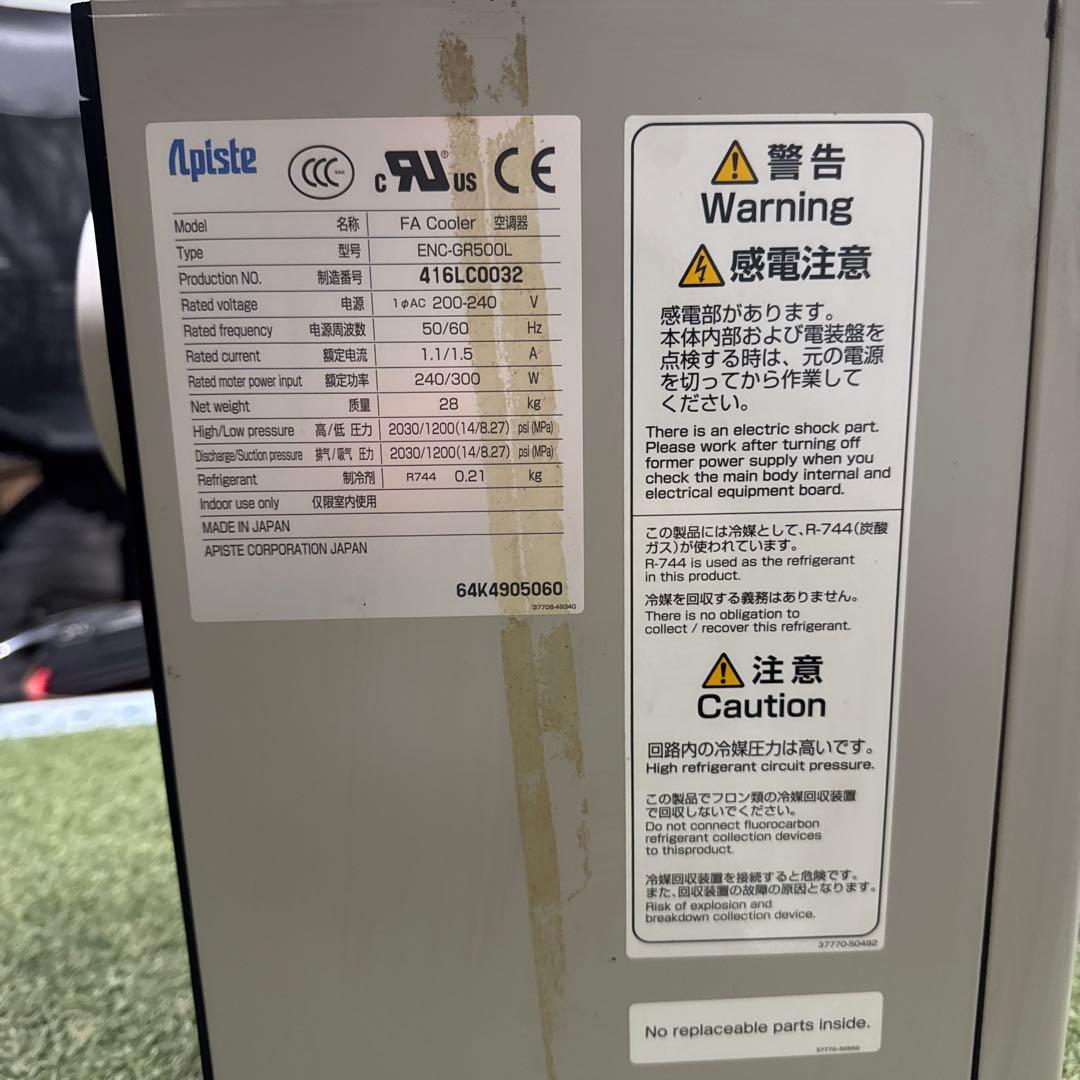 Apiste
CCC
c RU® US
CE
Model 名称 FA Cooler 空调器
Type 型号 ENC-GR500L
Production NO. 制造番号 416LC0032
Rated voltage 电源 1φAC 200-240 V
Rated frequency 电源周波数 50/60 Hz
Rated current 额定电流 1.1/1.5 A
Rated moter power input 额定功率 240/300 W
Net weight 质量 28 kg
High/Low pressure 高/低 圧力 2030/1200(14/8.27) psi(MPa)
Discharge/Suction pressure 排气/吸气 圧力 2030/1200(14/8.27) psi(MPa)
Refrigerant 制冷剂 R744 0.21 kg
Indoor use only 仅限室内使用
MADE IN JAPAN
APISTE CORPORATION JAPAN
64K4905060
37708-49340
警告
Warning
感電注意
感電部があります。
本体内部および電装盤を
点検する時は、元の電源
を切ってから作業して
ください。
There is an electric shock part.
Please work after turning off
former power supply when you
check the main body internal and
electrical equipment board.
この製品には冷媒として、R-744(炭酸
ガス)が使われています。
R-744 is used as the refrigerant
in this product.
冷媒を回収する義務はありません。
There is no obligation to
collect / recover this refrigerant.
注意
Caution
回路内の冷媒圧力は高いです。
High refrigerant circuit pressure.
この製品でフロン類の冷媒回収装置
で回収しないでください。
Do not connect fluorocarbon
refrigerant collection devices
to thisproduct.
冷媒回収装置を接続すると危険です。
また、回収装置の故障の原因となります。
Risk of explosion and
breakdown collection device.
37770-50492
No replaceable parts inside.